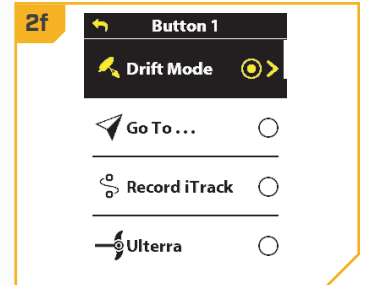 2f
Button 1
Drift Mode
Go To ...
Record iTrack
Ulterra